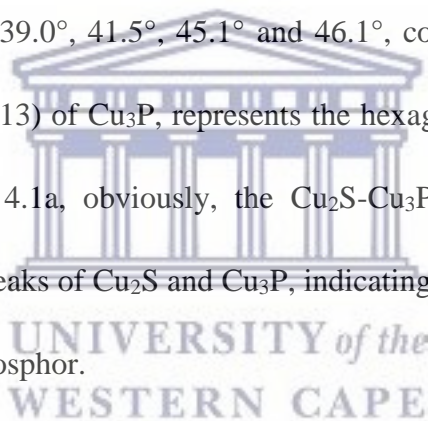 39.0°, 41.5°, 45.1° and 46.1°, co
13) of Cu₃P, represents the hexag
4.1a, obviously, the Cu₂S-Cu₃P
eaks of Cu₂S and Cu₃P, indicating
UNIVERSITY of the
osphor.
WESTERN CAPE